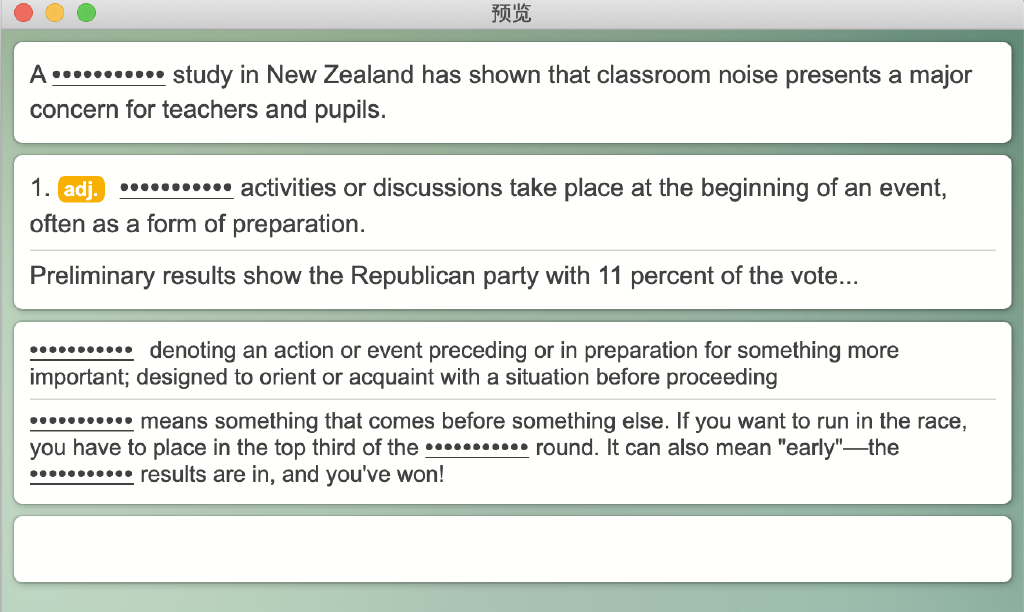 预览
A ●●●●●●●●●●● study in New Zealand has shown that classroom noise presents a major
concern for teachers and pupils.
1. adj. ●●●●●●●●●●● activities or discussions take place at the beginning of an event,
often as a form of preparation.
Preliminary results show the Republican party with 11 percent of the vote...
●●●●●●●●●●● denoting an action or event preceding or in preparation for something more
important; designed to orient or acquaint with a situation before proceeding
●●●●●●●●●●● means something that comes before something else. If you want to run in the race,
you have to place in the top third of the ●●●●●●●●●●● round. It can also mean "early"—the
●●●●●●●●●●● results are in, and you've won!